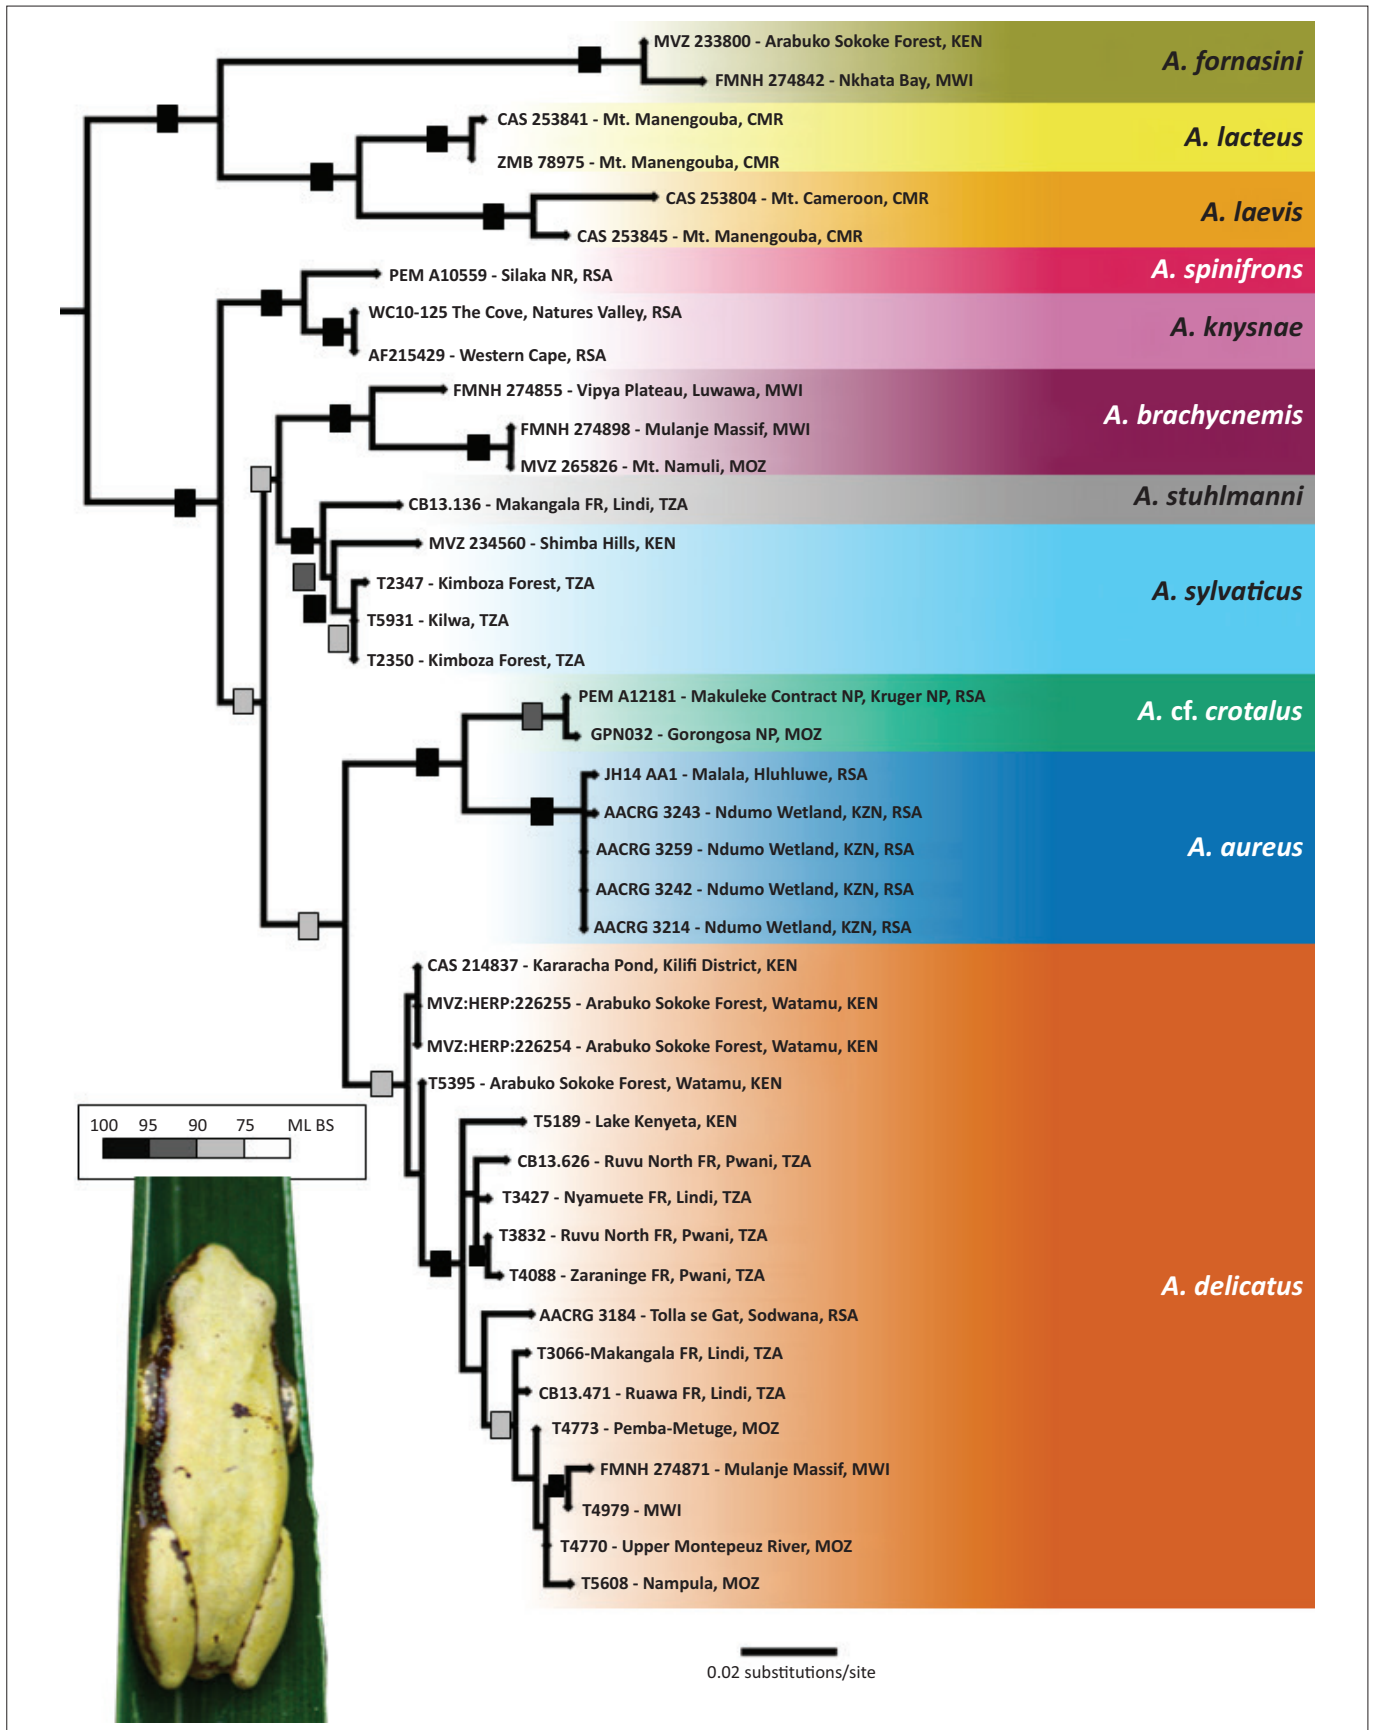 MVZ 233800 - Arabuko Sokoke Forest, KEN
A. fornasini
FMNH 274842 - Nkhata Bay, MWI
CAS 253841 - Mt. Manengouba, CMR
A. lacteus
ZMB 78975 - Mt. Manengouba, CMR
CAS 253804 - Mt. Cameroon, CMR
A. laevis
CAS 253845 - Mt. Manengouba, CMR
PEM A10559 - Silaka NR, RSA
A. spinifrons
WC10-125 The Cove, Natures Valley, RSA
A. knysnae
AF215429 - Western Cape, RSA
FMNH 274855 - Vipya Plateau, Luwawa, MWI
A. brachycnemis
FMNH 274898 - Mulanje Massif, MWI
MVZ 265826 - Mt. Namuli, MOZ
A. stuhlmanni
CB13.136 - Makangala FR, Lindi, TZA
MVZ 234560 - Shimba Hills, KEN
T2347 - Kimboza Forest, TZA
A. sylvaticus
T5931 - Kilwa, TZA
T2350 - Kimboza Forest, TZA
PEM A12181 - Makuleke Contract NP, Kruger NP, RSA
A. cf. crotalus
GPN032 - Gorongosa NP, MOZ
JH14 AA1 - Malala, Hluhluwe, RSA
AACRG 3243 - Ndumo Wetland, KZN, RSA
AACRG 3259 - Ndumo Wetland, KZN, RSA
A. aureus
AACRG 3242 - Ndumo Wetland, KZN, RSA
AACRG 3214 - Ndumo Wetland, KZN, RSA
CAS 214837 - Kararacha Pond, Kilifi District, KEN
MVZ:HERP:226255 - Arabuko Sokoke Forest, Watamu, KEN
MVZ:HERP:226254 - Arabuko Sokoke Forest, Watamu, KEN
T5395 - Arabuko Sokoke Forest, Watamu, KEN
T5189 - Lake Kenyeta, KEN
100 95 90 75 ML BS
CB13.626 - Ruvu North FR, Pwani, TZA
T3427 - Nyamuete FR, Lindi, TZA
T3832 - Ruvu North FR, Pwani, TZA
T4088 - Zaraninge FR, Pwani, TZA
A. delicatus
AACRG 3184 - Tolla se Gat, Sodwana, RSA
T3066-Makangala FR, Lindi, TZA
CB13.471 - Ruawa FR, Lindi, TZA
T4773 - Pemba-Metuge, MOZ
FMNH 274871 - Mulanje Massif, MWI
T4979 - MWI
T4770 - Upper Montepeuz River, MOZ
T5608 - Nampula, MOZ
0.02 substitutions/site